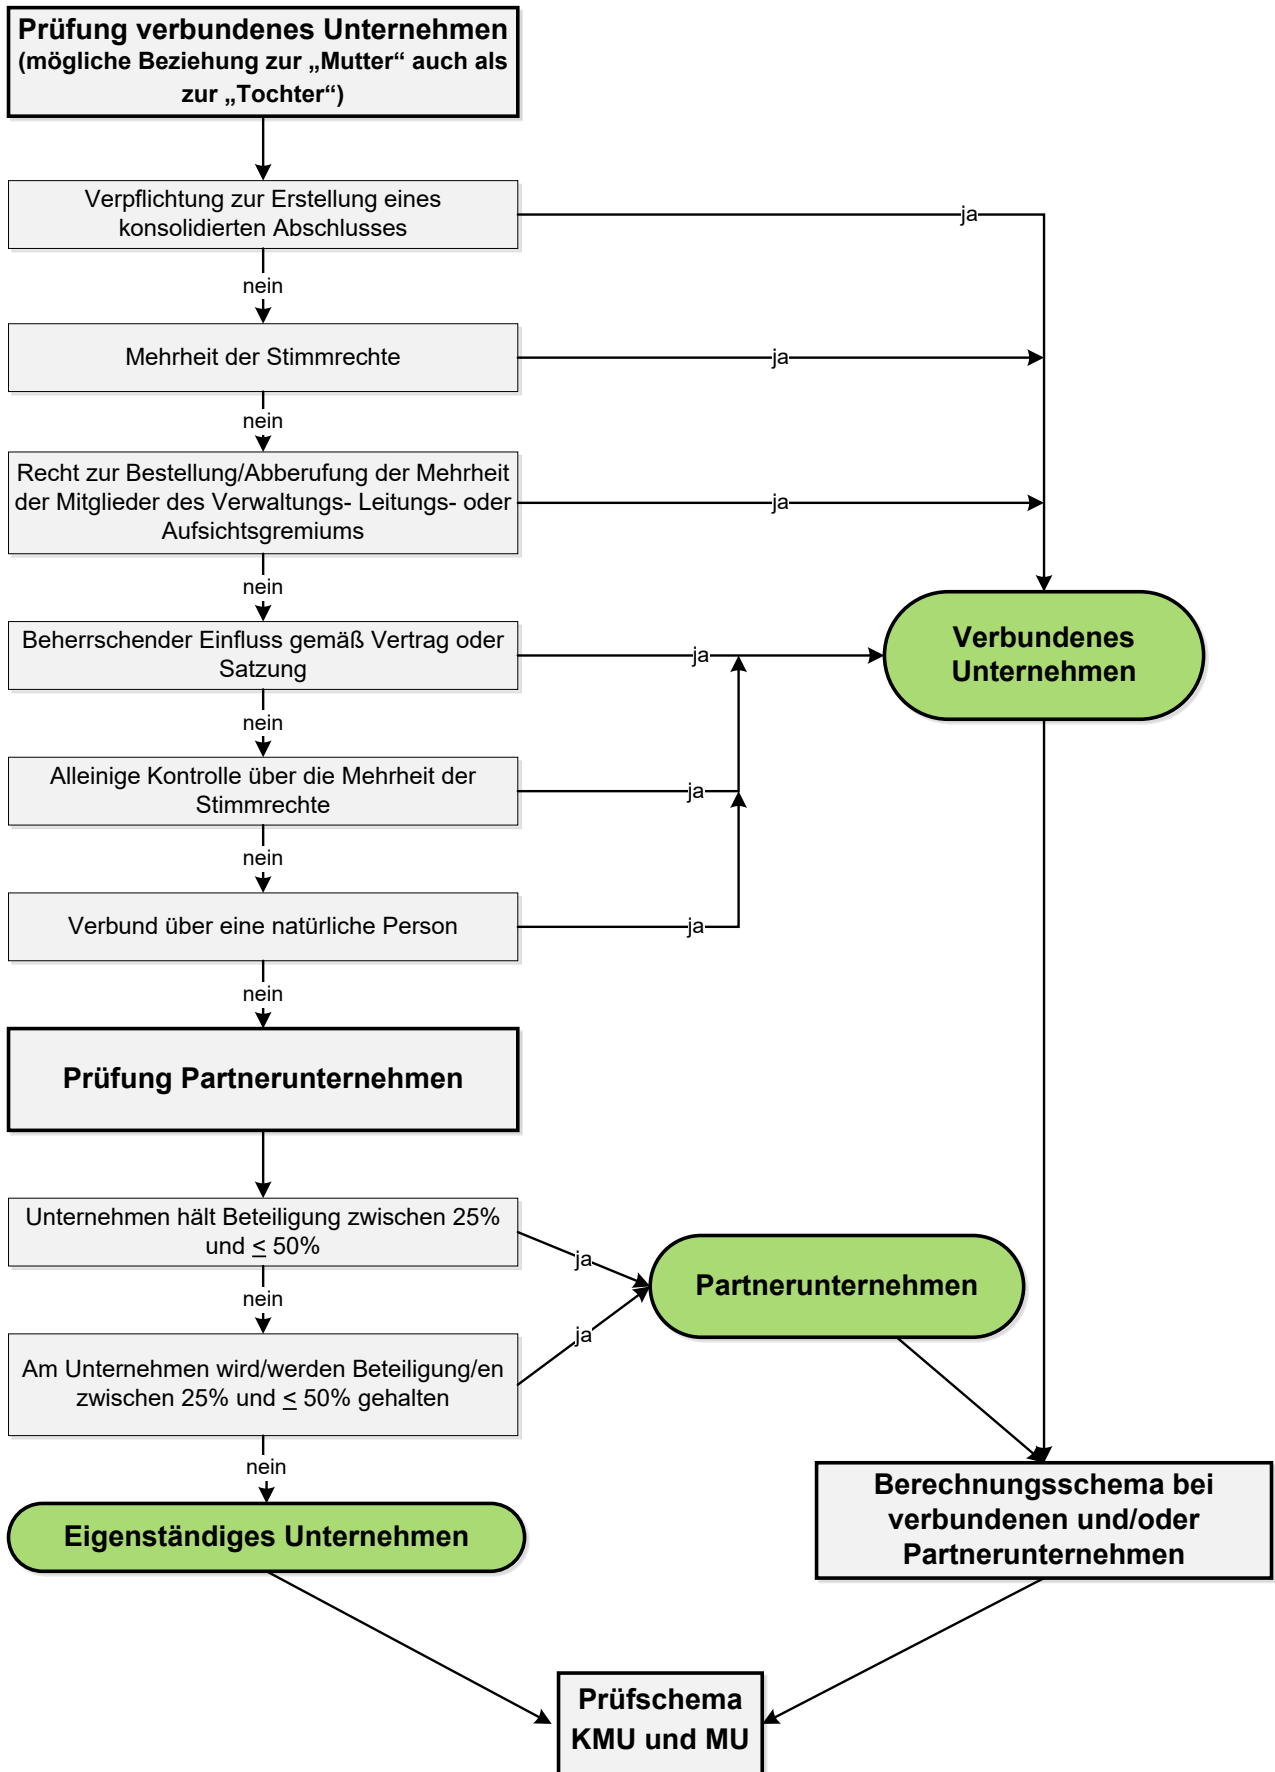 Prüfung verbundenes Unternehmen
(mögliche Beziehung zur „Mutter“ auch als
zur „Tochter“)
Verpflichtung zur Erstellung eines
konsolidierten Abschlusses
ja
nein
Mehrheit der Stimmrechte
ja
nein
Recht zur Bestellung/Abberufung der Mehrheit
der Mitglieder des Verwaltungs- Leitungs- oder
Aufsichtsgremiums
ja
nein
Beherrschender Einfluss gemäß Vertrag oder
Satzung
ja
Verbundenes
Unternehmen
nein
Alleinige Kontrolle über die Mehrheit der
Stimmrechte
ja
nein
Verbund über eine natürliche Person
ja
nein
Prüfung Partnerunternehmen
Unternehmen hält Beteiligung zwischen 25%
und ≤ 50%
ja
Partnerunternehmen
nein
Am Unternehmen wird/werden Beteiligung/en
zwischen 25% und ≤ 50% gehalten
ja
nein
Eigenständiges Unternehmen
Berechnungsschema bei
verbundenen und/oder
Partnerunternehmen
Prüfschema
KMU und MU